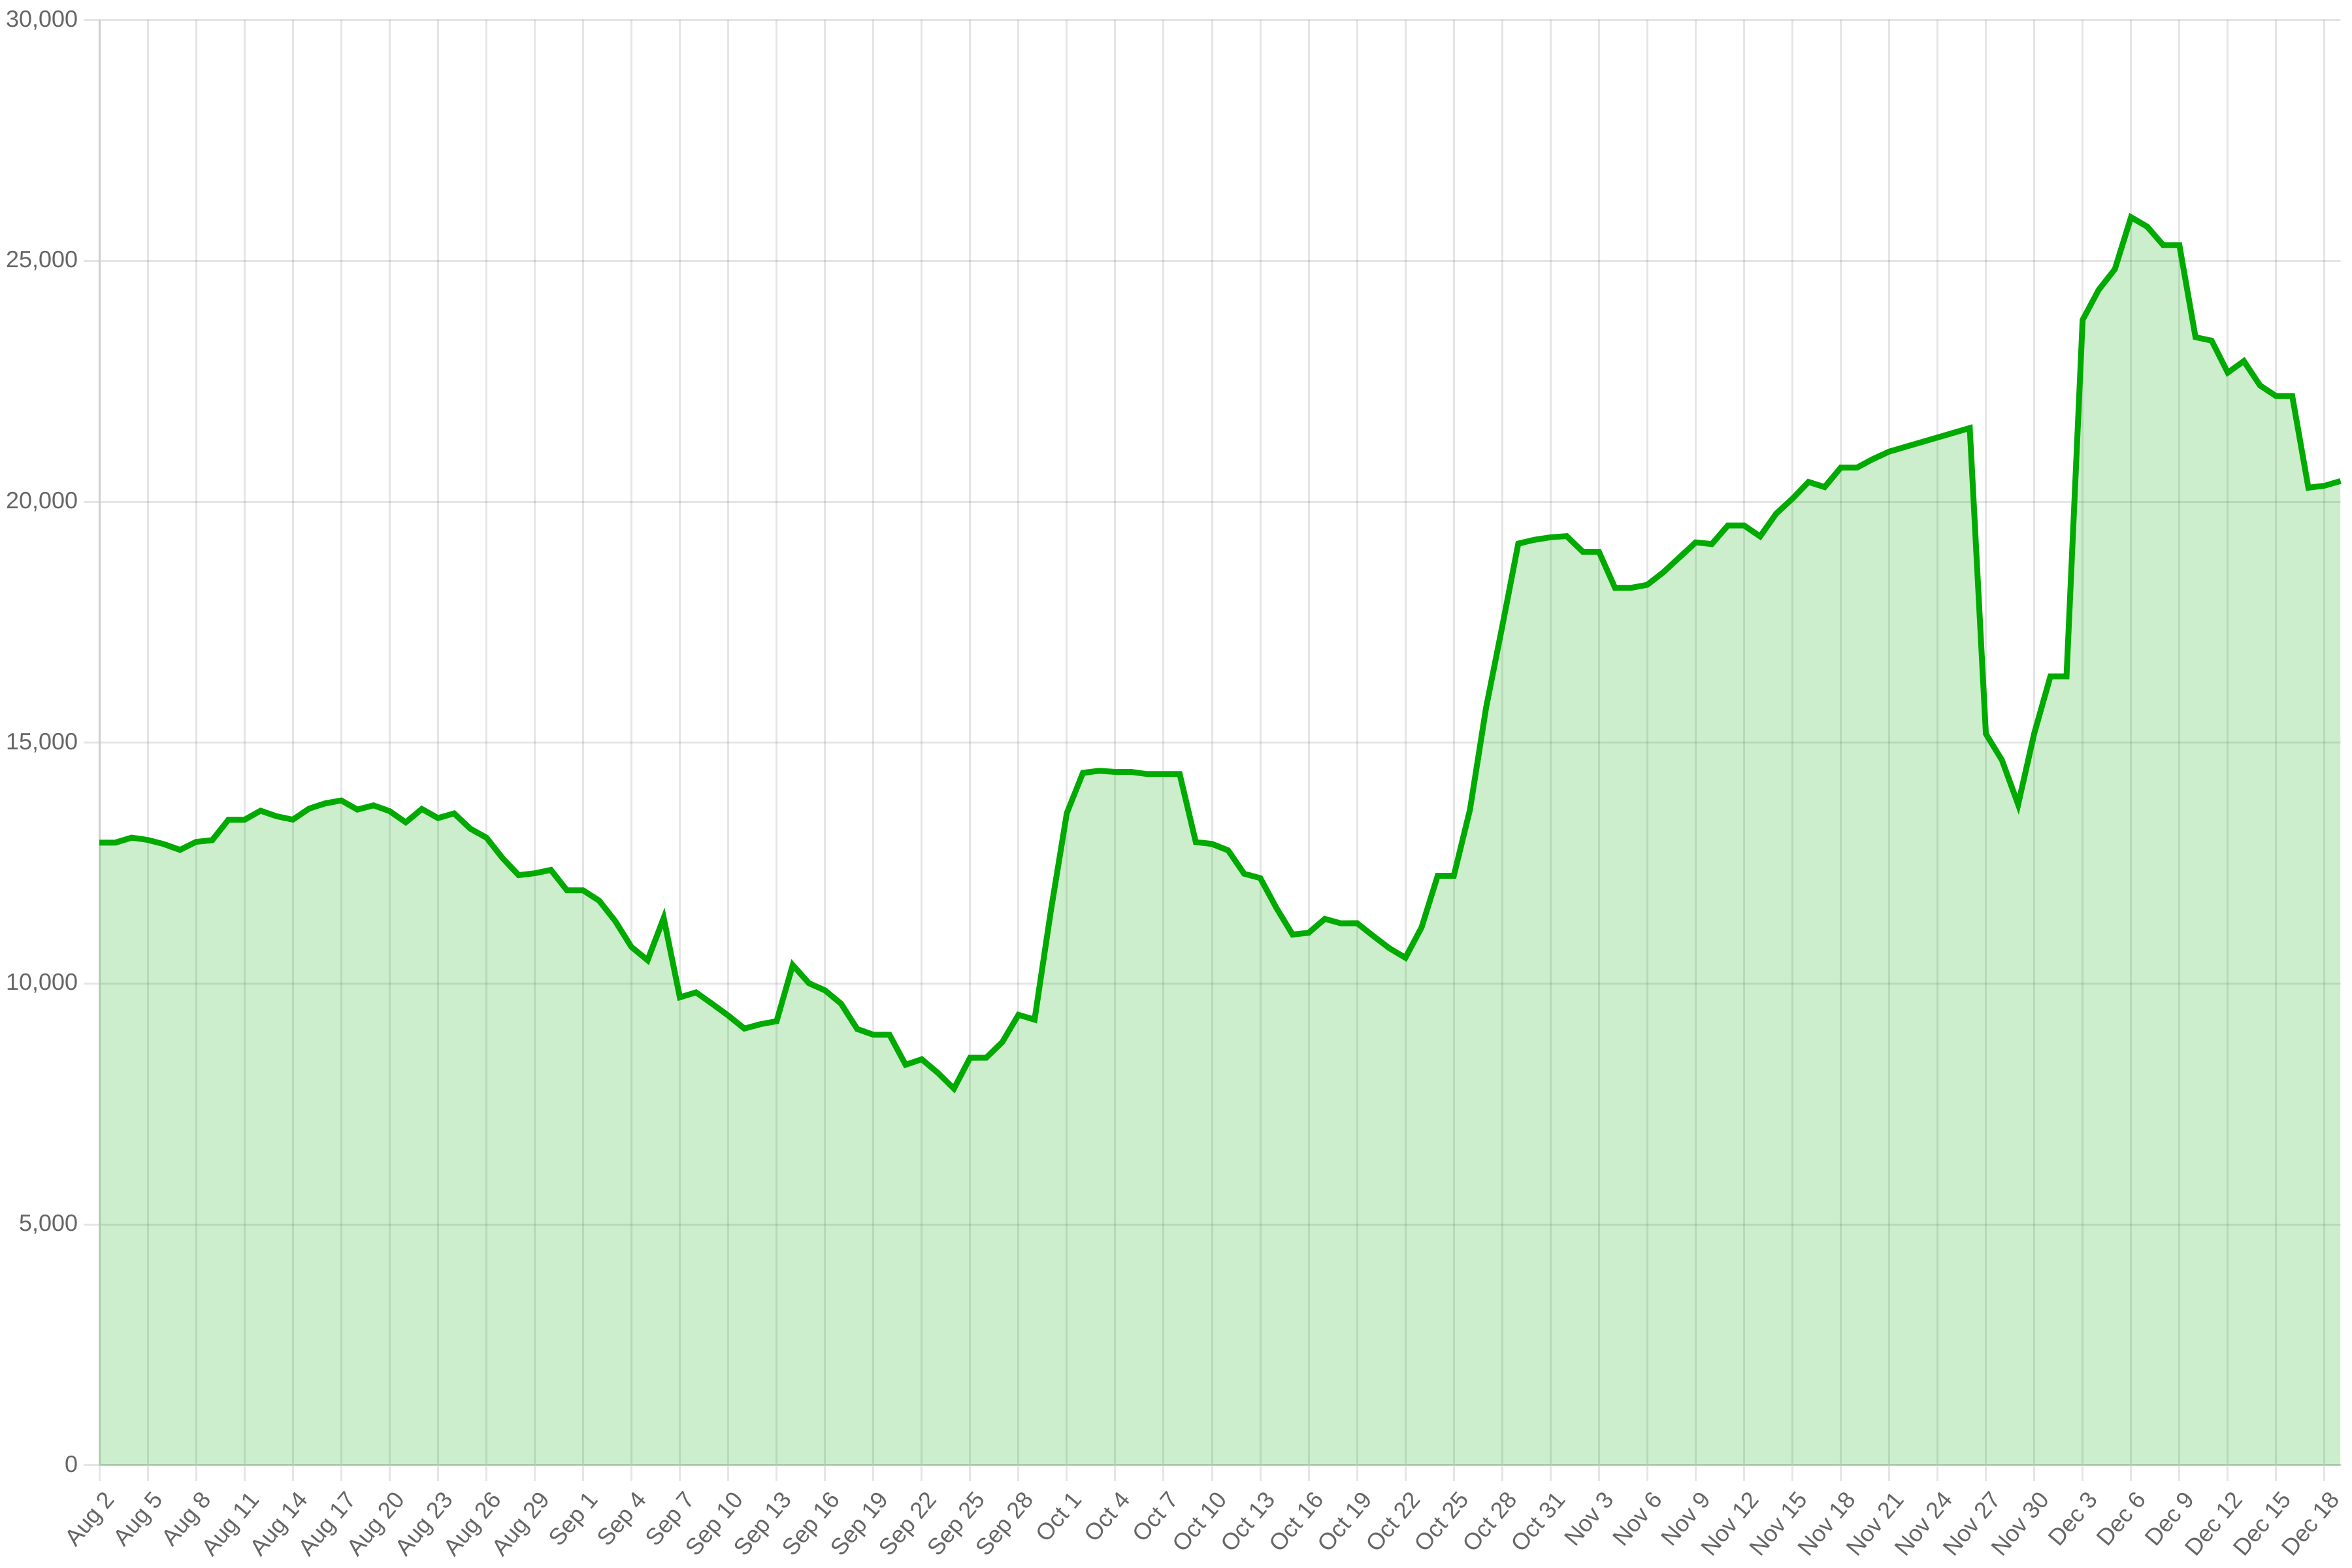 30,000
25,000
20,000
15,000
10,000
5,000
0
Aug 2
Aug 5
Aug 8
Aug 11
Aug 14
Aug 17
Aug 20
Aug 23
Aug 26
Aug 29
Sep 1
Sep 4
Sep 7
Sep 10
Sep 13
Sep 16
Sep 19
Sep 22
Sep 25
Sep 28
Oct 1
Oct 4
Oct 7
Oct 10
Oct 13
Oct 16
Oct 19
Oct 22
Oct 25
Oct 28
Oct 31
Nov 3
Nov 6
Nov 9
Nov 12
Nov 15
Nov 18
Nov 21
Nov 24
Nov 27
Nov 30
Dec 3
Dec 6
Dec 9
Dec 12
Dec 15
Dec 18